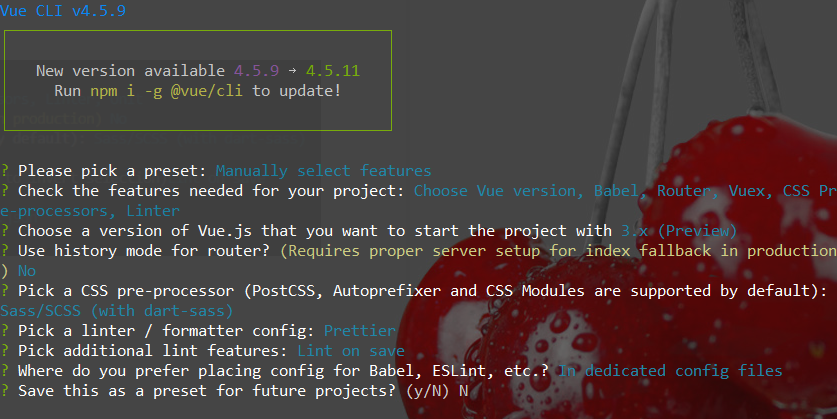 Vue CLI v4.5.9
New version available 4.5.9 → 4.5.11
Run npm i -g @vue/cli to update!
production)
default):
? Please pick a preset: Manually select features
? Check the features needed for your project: Choose Vue version, Babel, Router, Vuex, CSS Pr
e-processors, Linter
? Choose a version of Vue.js that you want to start the project with 3.x (Preview)
? Use history mode for router? (Requires proper server setup for index fallback in production
) No
? Pick a CSS pre-processor (PostCSS, Autoprefixer and CSS Modules are supported by default):
Sass/SCSS (with dart-sass)
? Pick a linter / formatter config: Prettier
? Pick additional lint features: Lint on save
? Where do you prefer placing config for Babel, ESLint, etc.? In dedicated config files
? Save this as a preset for future projects? (y/N) N